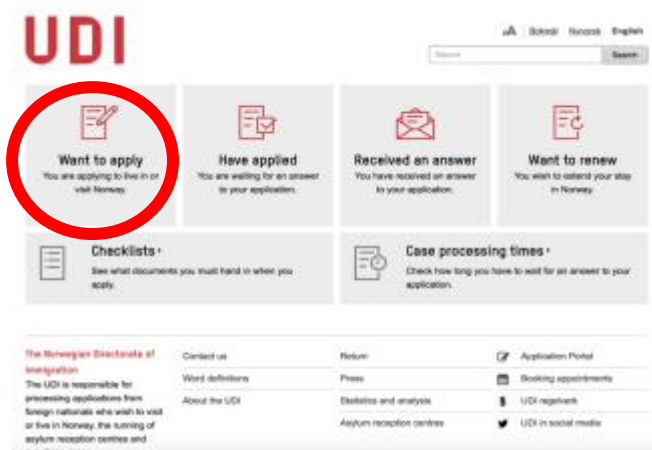 UDI
A Bokmål Nynorsk English
Search Search
Want to apply
You are applying to live in or
visit Norway.
Have applied
You are waiting for an answer
to your application.
Received an answer
You have received an answer
to your application.
Want to renew
You wish to extend your stay
in Norway.
Checklists
See what documents you must hand in when you
apply.
Case processing times
Check how long you have to wait for an answer to your
application.
The Norwegian Directorate of
Immigration
The UDI is responsible for
processing applications from
foreign nationals who wish to visit
or live in Norway, the running of
asylum reception centres and
Contact us
Word definitions
About the UDI
Return
Press
Statistics and analysis
Asylum reception centres
Application Portal
Booking appointments
UDI regelverk
UDI in social media